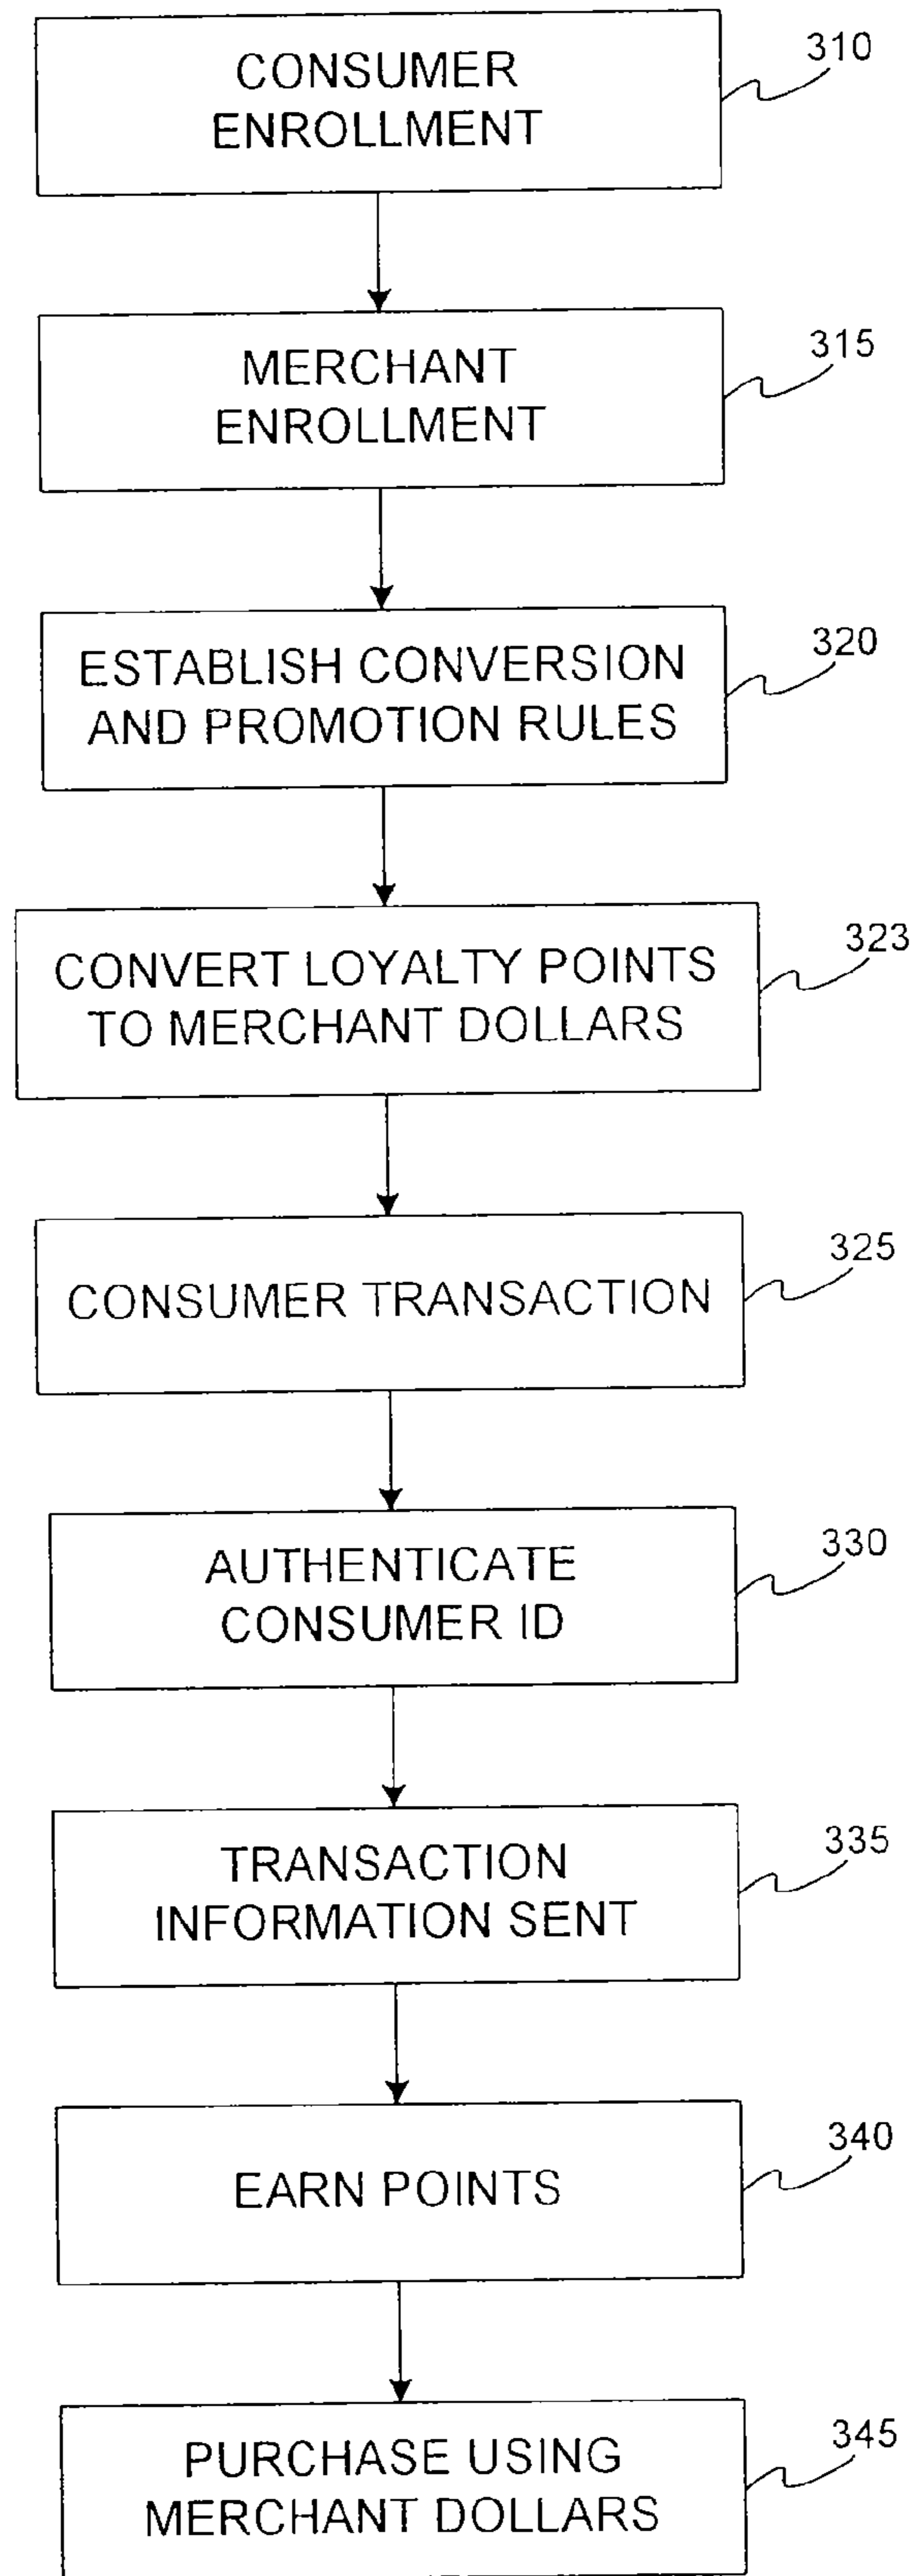 CONSUMER
ENROLLMENT
310
MERCHANT
ENROLLMENT
315
ESTABLISH CONVERSION
AND PROMOTION RULES
320
CONVERT LOYALTY POINTS
TO MERCHANT DOLLARS
323
CONSUMER TRANSACTION
325
AUTHENTICATE
CONSUMER ID
330
TRANSACTION
INFORMATION SENT
335
EARN POINTS
340
PURCHASE USING
MERCHANT DOLLARS
345